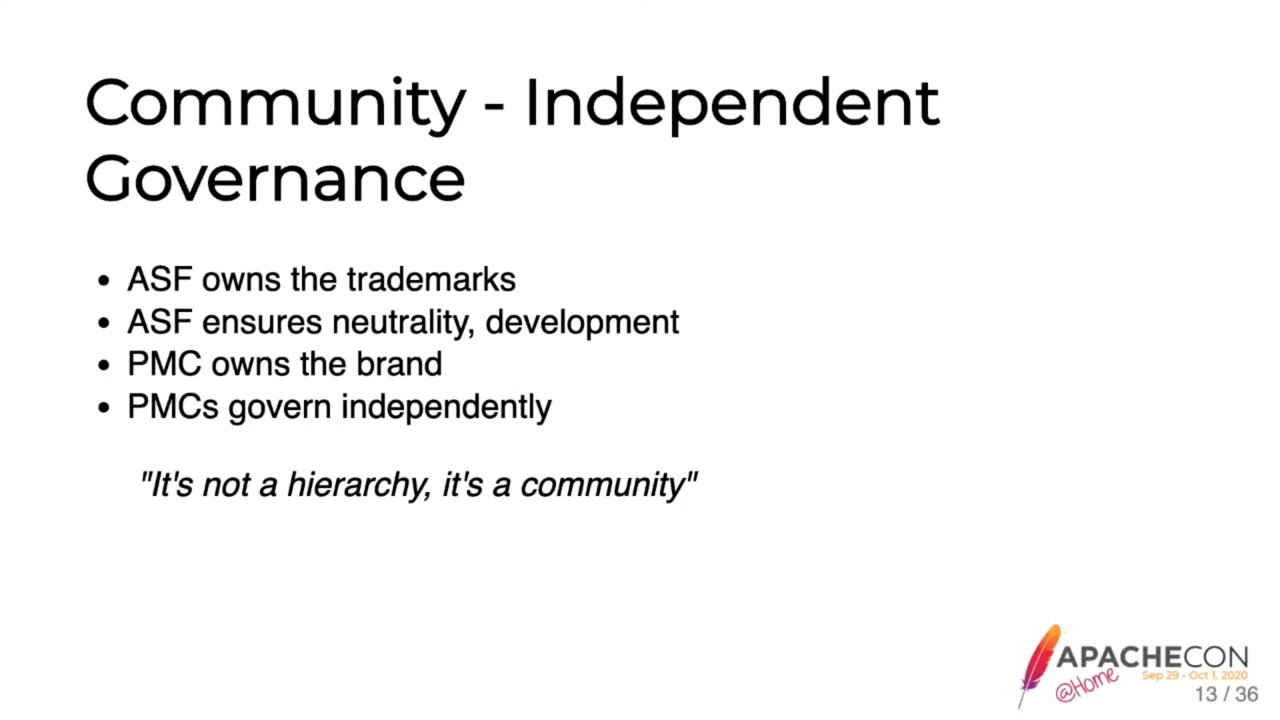 Community - Independent
Governance
• ASF owns the trademarks
• ASF ensures neutrality, development
• PMC owns the brand
• PMCs govern independently
"It's not a hierarchy, it's a community"
APACHECON
@Home
Sep 29 - Oct 1, 2020
13 / 36